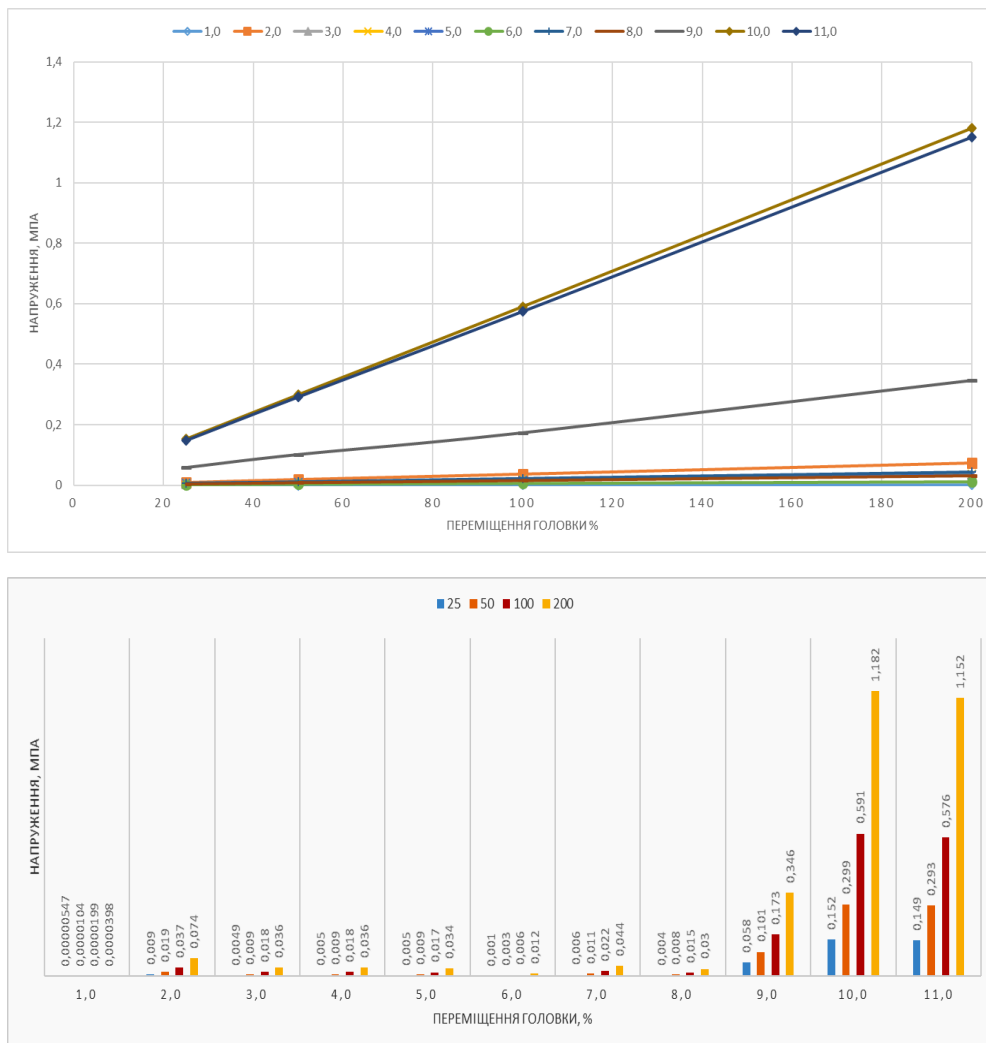 1,0 2,0 3,0 4,0 5,0 6,0 7,0 8,0 9,0 10,0 11,0
1,4
1,2
1
0,8
0,6
0,4
0,2
0
НАПРУЖЕННЯ, МПА
0 20 40 60 80 100 120 140 160 180 200
ПЕРЕМІЩЕННЯ ГОЛОВКИ %
25 50 100 200
НАПРУЖЕННЯ, МПА
0,00000547 0,0000104 0,0000199 0,0000398
0,009 0,019 0,037 0,074
0,0049 0,009 0,018 0,036
0,005 0,009 0,018 0,036
0,005 0,009 0,017 0,034
0,001 0,003 0,006 0,012
0,006 0,011 0,022 0,044
0,004 0,008 0,015 0,03
0,058 0,101 0,173 0,346
0,152 0,299 0,591 1,182
0,149 0,293 0,576 1,152
1,0 2,0 3,0 4,0 5,0 6,0 7,0 8,0 9,0 10,0 11,0
ПЕРЕМІЩЕННЯ ГОЛОВКИ, %